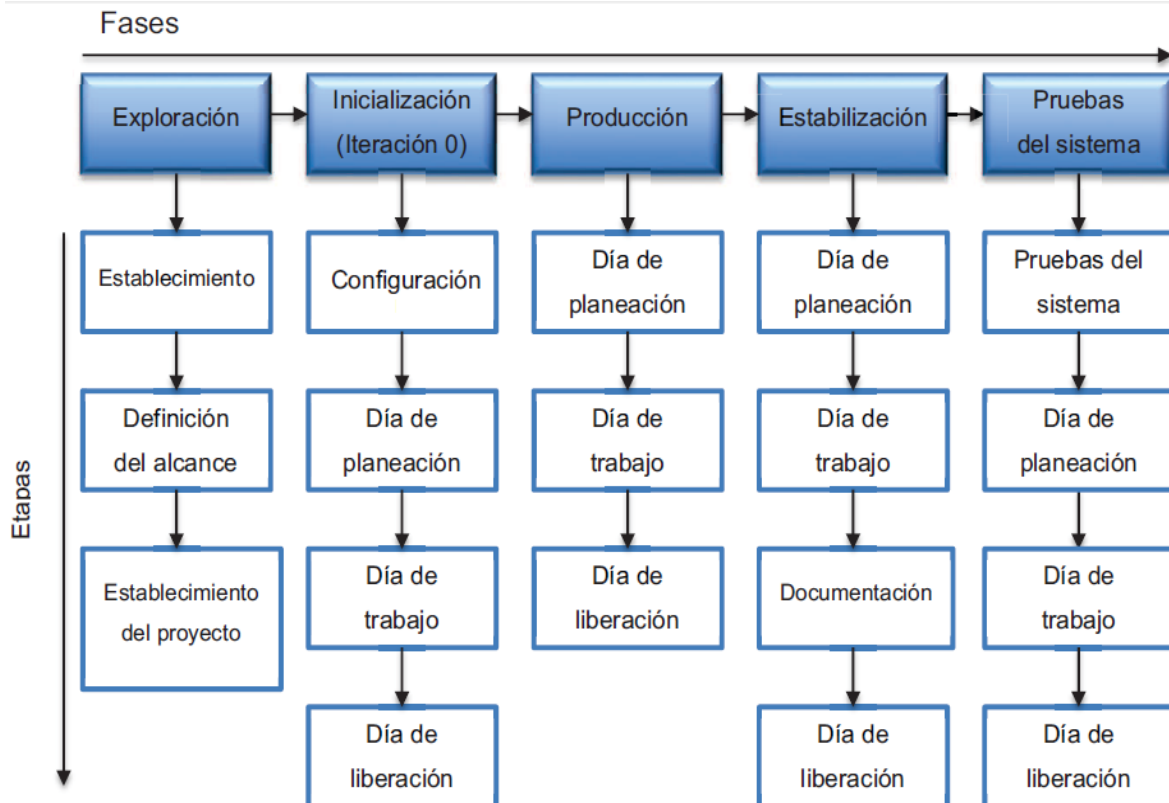 Fases
Exploración
Inicialización
(Iteración 0)
Producción
Estabilización
Pruebas
del sistema
Etapas
Establecimiento
Definición
del alcance
Establecimiento
del proyecto
Configuración
Día de
planeación
Día de
trabajo
Día de
liberación
Día de
planeación
Día de
trabajo
Día de
liberación
Día de
planeación
Día de
trabajo
Documentación
Día de
liberación
Pruebas del
sistema
Día de
planeación
Día de
trabajo
Día de
liberación